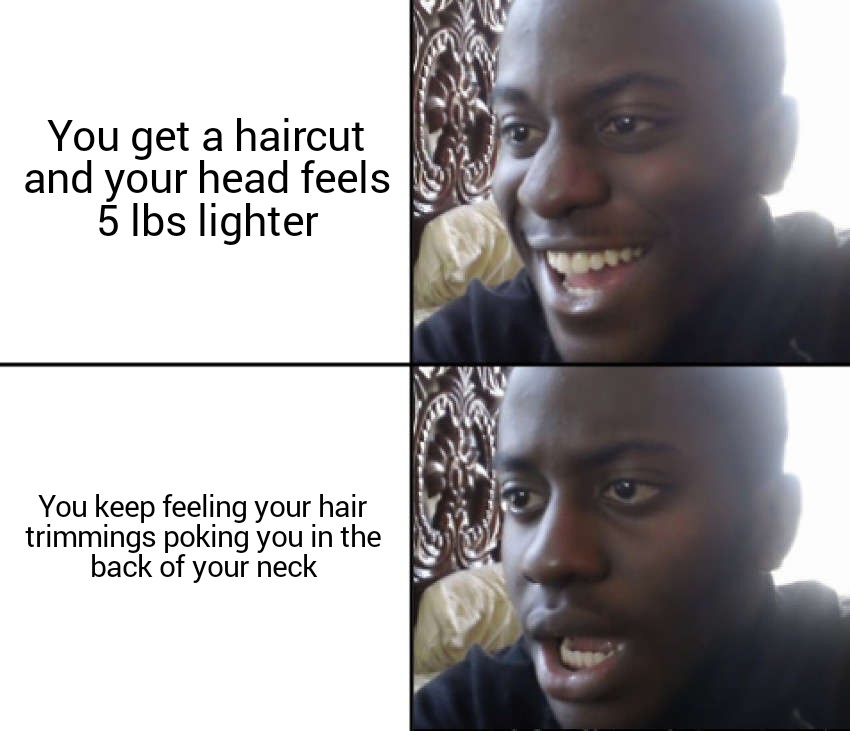 You get a haircut
and your head feels
5 lbs lighter
You keep feeling your hair
trimmings poking you in the
back of your neck